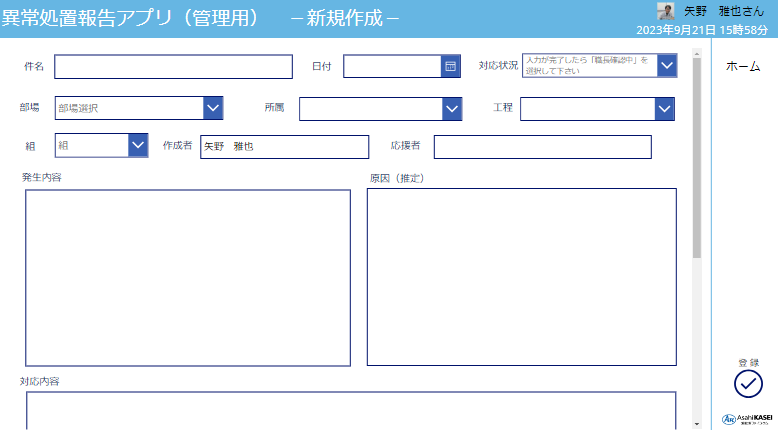 異常処置報告アプリ（管理用）　－新規作成－
矢野　雅也さん
2023年9月21日 15時58分
件名
日付
対応状況
入力が完了したら「職長確認中」を
選択して下さい
ホーム
部場
部場選択
所属
工程
組
組
作成者
矢野　雅也
応援者
発生内容
原因（推定）
対応内容
登録
AsahiKASEI